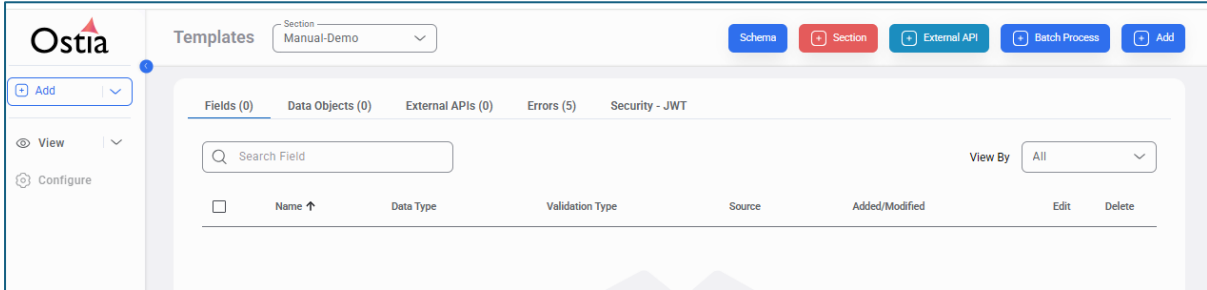 Ostia
Templates
Section
Manual-Demo
Schema
Section
External API
Batch Process
Add
Add
View
Configure
Fields (0) Data Objects (0) External APIs (0) Errors (5) Security - JWT
Search Field
View By All
Name Data Type Validation Type Source Added/Modified Edit Delete